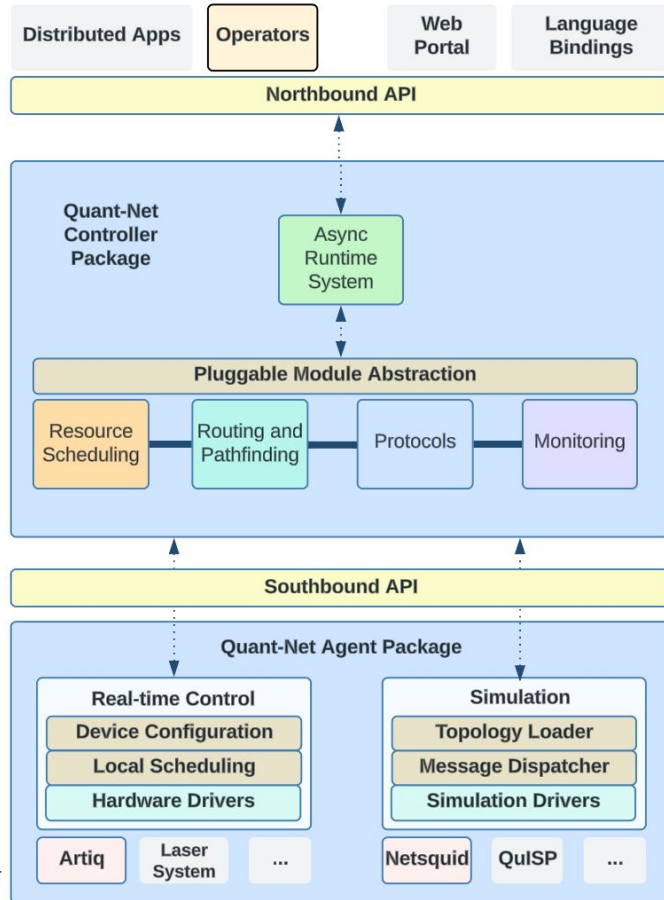 Distributed Apps
Operators
Web
Portal
Language
Bindings
Northbound API
Quant-Net
Controller
Package
Async
Runtime
System
Pluggable Module Abstraction
Resource
Scheduling
Routing and
Pathfinding
Protocols
Monitoring
Southbound API
Quant-Net Agent Package
Real-time Control
Device Configuration
Local Scheduling
Hardware Drivers
Simulation
Topology Loader
Message Dispatcher
Simulation Drivers
Artiq
Laser
System
...
Netsquid
QuISP
...